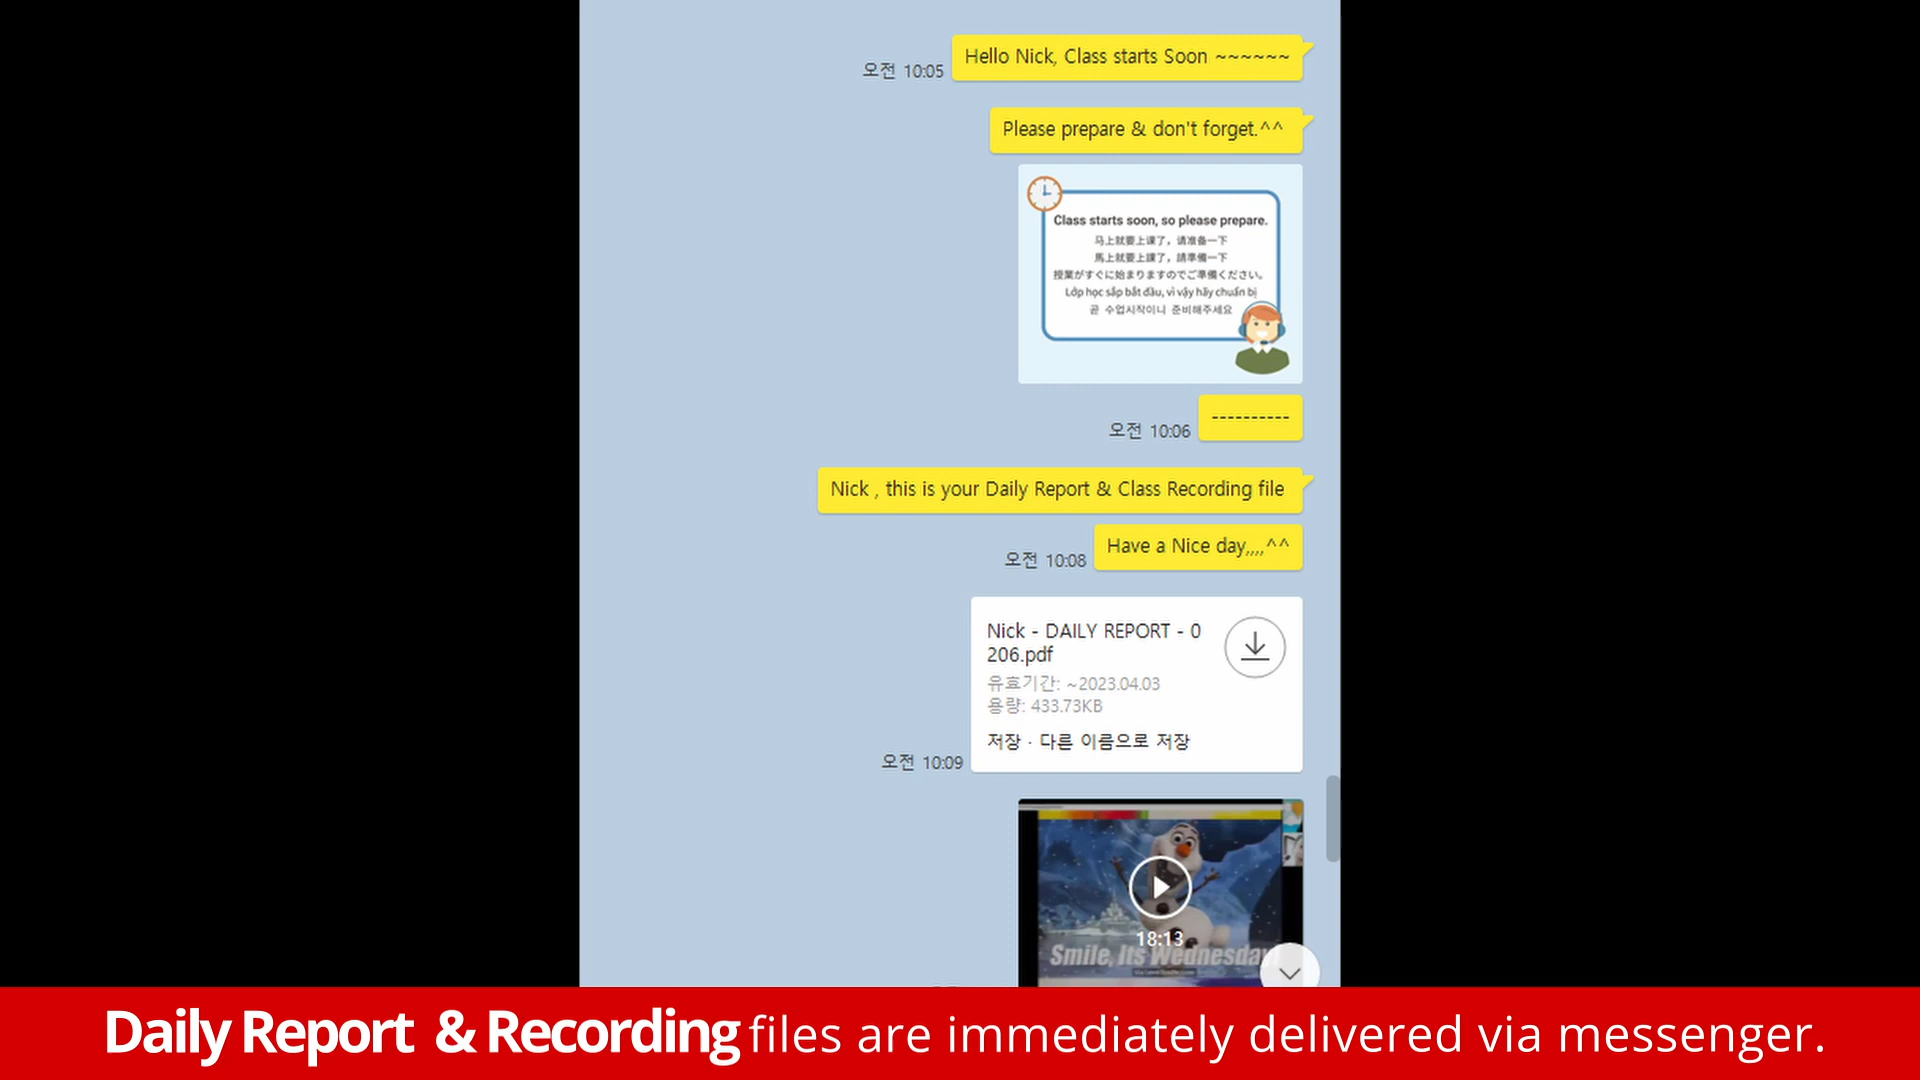 Hello Nick, Class starts Soon ~~~~~~
오전 10:05
Please prepare & don't forget.^^
Class starts soon, so please prepare.
马上就要上课了，请准备一下
馬上就要上課了，請準備一下
授業がすぐに始まりますのでご準備ください。
Lớp học sắp bắt đầu, vì vậy hãy chuẩn bị
곧 수업시작이니 준비해주세요
----------
오전 10:06
Nick , this is your Daily Report & Class Recording file
Have a Nice day,,,,^^
오전 10:08
Nick - DAILY REPORT - 0
206.pdf
유효기간: ~2023.04.03
용량: 433.73KB
저장 · 다른 이름으로 저장
오전 10:09
18:13
Smile, Its Wednesday
Daily Report & Recording files are immediately delivered via messenger.